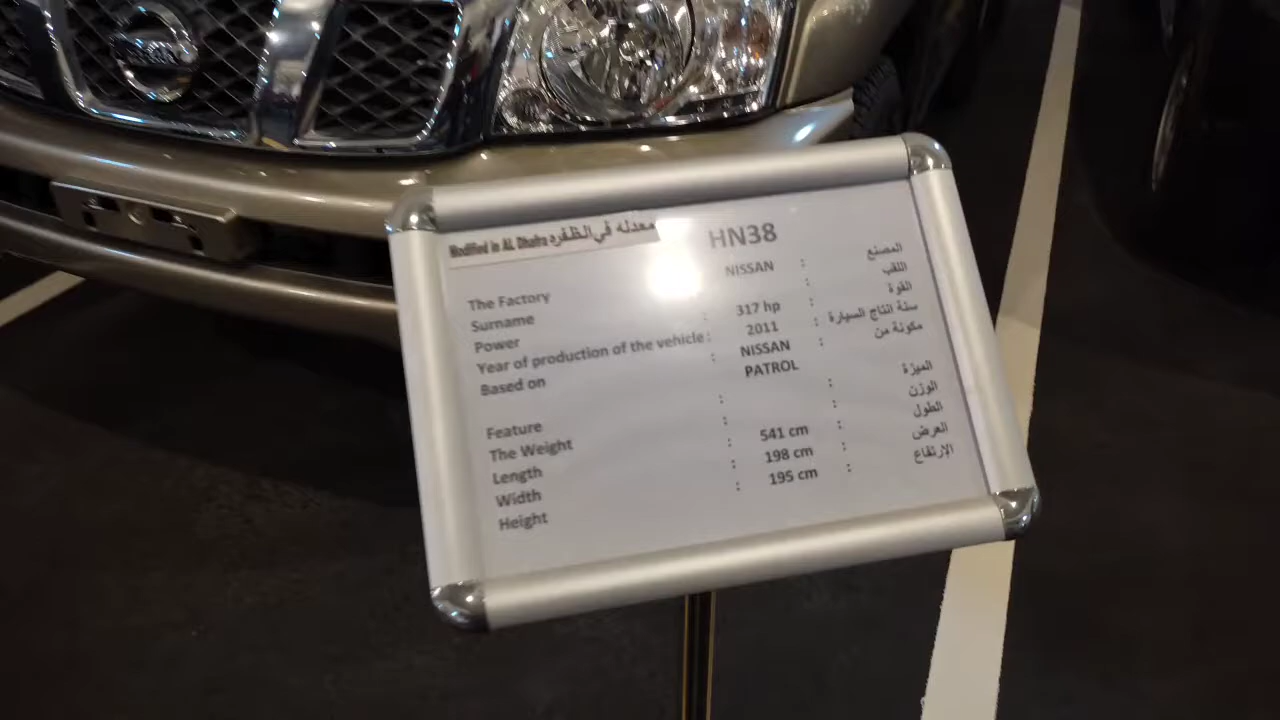 NISSAN
Modified in AL Dhafra معدله في الظفره
HN38
The Factory : NISSAN : المصنع
Surname : اللقب
Power : 317 hp : القوة
Year of production of the vehicle : 2011 : سنة انتاج السيارة
Based on : NISSAN PATROL : مكونة من
Feature : : الميزة
The Weight : : الوزن
Length : 541 cm : الطول
Width : 198 cm : العرض
Height : 195 cm : الإرتفاع